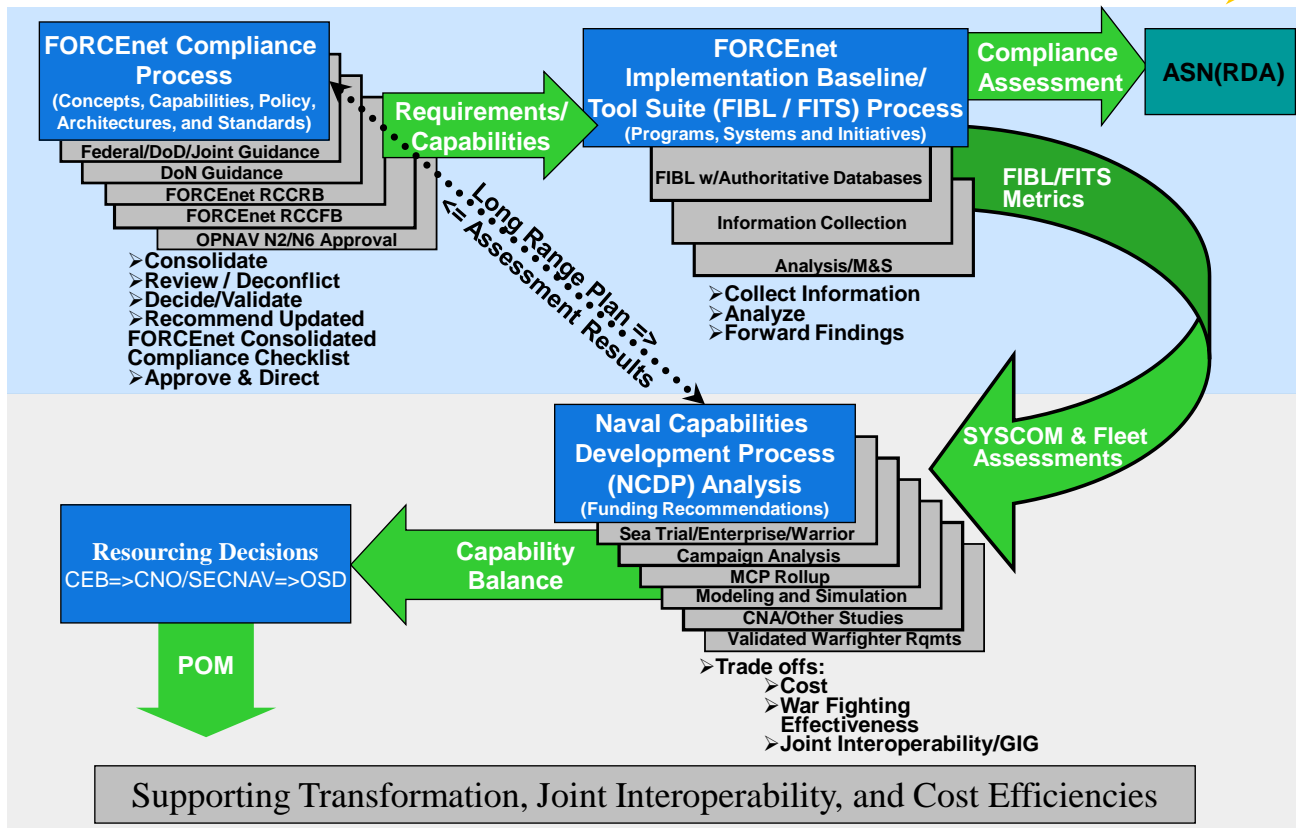 FORCEnet Compliance
Process
(Concepts, Capabilities, Policy,
Architectures, and Standards)
Federal/DoD/Joint Guidance
DoN Guidance
FORCEnet RCCRB
FORCEnet RCCFB
OPNAV N2/N6 Approval
➢Consolidate
➢Review / Deconflict
➢Decide/Validate
➢Recommend Updated
FORCEnet Consolidated
Compliance Checklist
➢Approve & Direct
Requirements/
Capabilities
FORCEnet
Implementation Baseline/
Tool Suite (FIBL / FITS) Process
(Programs, Systems and Initiatives)
FIBL w/Authoritative Databases
Information Collection
Analysis/M&S
➢Collect Information
➢Analyze
➢Forward Findings
Compliance
Assessment
ASN(RDA)
FIBL/FITS
Metrics
Long Range Plan =>
<= Assessment Results
SYSCOM & Fleet
Assessments
Naval Capabilities
Development Process
(NCDP) Analysis
(Funding Recommendations)
Sea Trial/Enterprise/Warrior
Campaign Analysis
MCP Rollup
Modeling and Simulation
CNA/Other Studies
Validated Warfighter Rqmts
➢Trade offs:
➢Cost
➢War Fighting
Effectiveness
➢Joint Interoperability/GIG
Capability
Balance
Resourcing Decisions
CEB=>CNO/SECNAV=>OSD
POM
Supporting Transformation, Joint Interoperability, and Cost Efficiencies